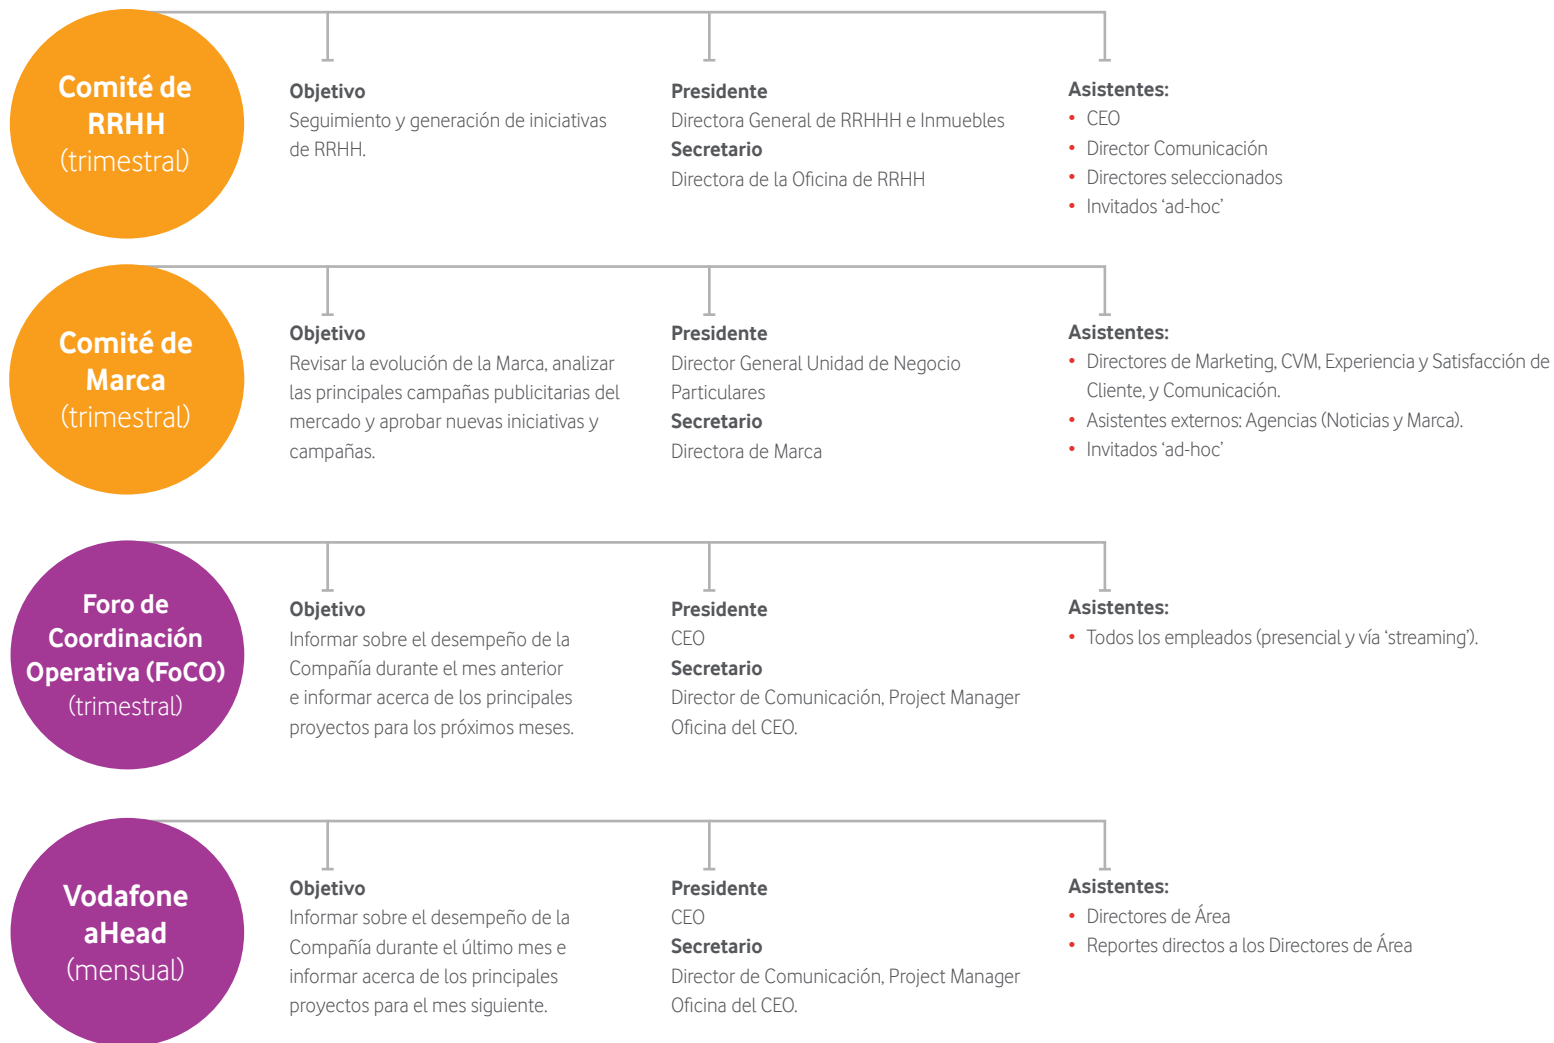 Comité de
RRHH
(trimestral)
Objetivo
Seguimiento y generación de iniciativas
de RRHH.
Presidente
Directora General de RRHHH e Inmuebles
Secretario
Directora de la Oficina de RRHH
Asistentes:
• CEO
• Director Comunicación
• Directores seleccionados
• Invitados ‘ad-hoc’
Comité de
Marca
(trimestral)
Objetivo
Revisar la evolución de la Marca, analizar
las principales campañas publicitarias del
mercado y aprobar nuevas iniciativas y
campañas.
Presidente
Director General Unidad de Negocio
Particulares
Secretario
Directora de Marca
Asistentes:
• Directores de Marketing, CVM, Experiencia y Satisfacción de
Cliente, y Comunicación.
• Asistentes externos: Agencias (Noticias y Marca).
• Invitados ‘ad-hoc’
Foro de
Coordinación
Operativa (FoCO)
(trimestral)
Objetivo
Informar sobre el desempeño de la
Compañía durante el mes anterior
e informar acerca de los principales
proyectos para los próximos meses.
Presidente
CEO
Secretario
Director de Comunicación, Project Manager
Oficina del CEO.
Asistentes:
• Todos los empleados (presencial y vía ‘streaming’).
Vodafone
aHead
(mensual)
Objetivo
Informar sobre el desempeño de la
Compañía durante el último mes e
informar acerca de los principales
proyectos para el mes siguiente.
Presidente
CEO
Secretario
Director de Comunicación, Project Manager
Oficina del CEO.
Asistentes:
• Directores de Área
• Reportes directos a los Directores de Área